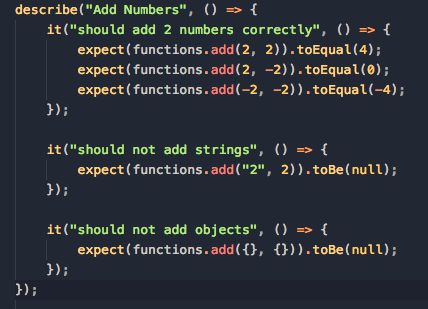 describe("Add Numbers", () => {
    it("should add 2 numbers correctly", () => {
        expect(functions.add(2, 2)).toEqual(4);
        expect(functions.add(2, -2)).toEqual(0);
        expect(functions.add(-2, -2)).toEqual(-4);
    });

    it("should not add strings", () => {
        expect(functions.add("2", 2)).toBe(null);
    });

    it("should not add objects", () => {
        expect(functions.add({}, {})).toBe(null);
    });
});